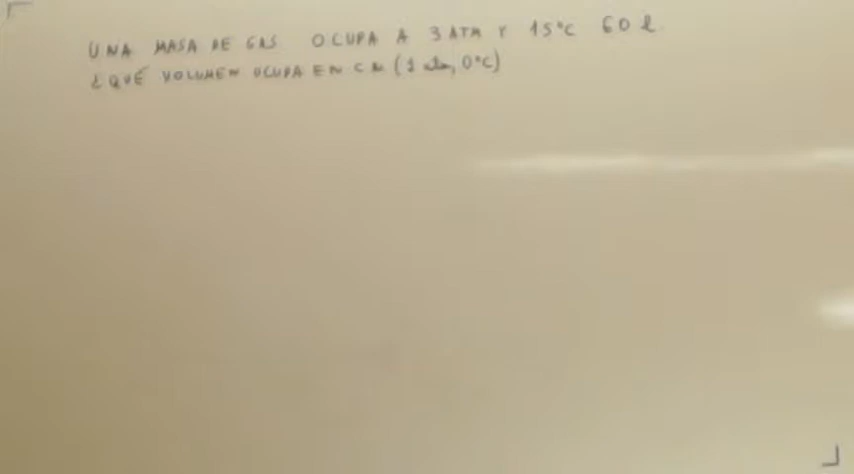 UNA MASA DE GAS OCUPA A 3 ATM Y 15°C 60 l.
¿QUÉ VOLUMEN OCUPA EN CN (1 atm, 0°C)